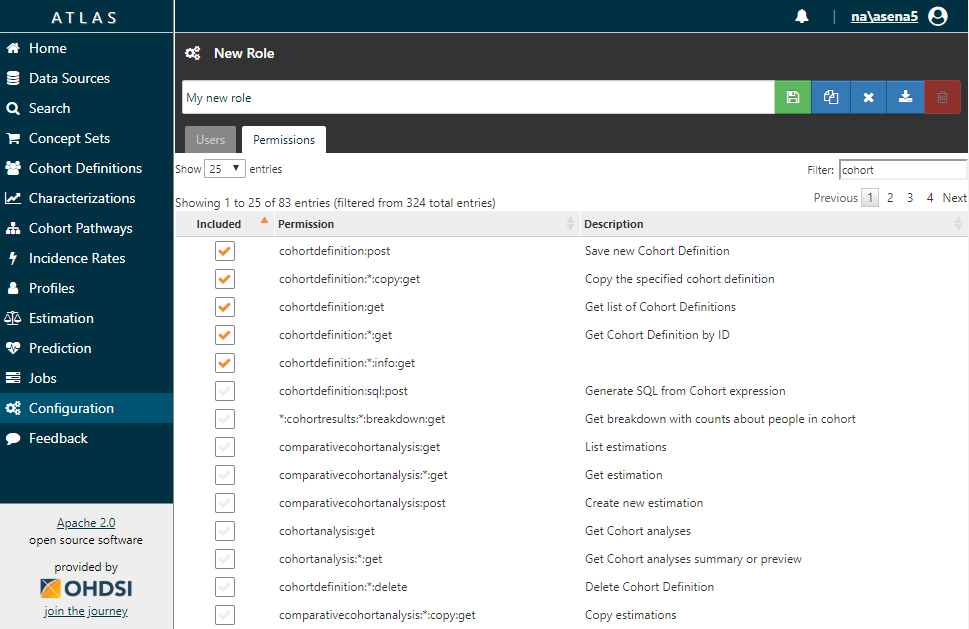 ATLAS
na\asena5
Home
Data Sources
Search
Concept Sets
Cohort Definitions
Characterizations
Cohort Pathways
Incidence Rates
Profiles
Estimation
Prediction
Jobs
Configuration
Feedback
Apache 2.0
open source software
provided by
OHDSI
join the journey
New Role
My new role
Users Permissions
Show 25 entries Filter: cohort
Showing 1 to 25 of 83 entries (filtered from 324 total entries) Previous 1 2 3 4 Next
Included Permission Description
cohortdefinition:post Save new Cohort Definition
cohortdefinition:*:copy:get Copy the specified cohort definition
cohortdefinition:get Get list of Cohort Definitions
cohortdefinition:*:get Get Cohort Definition by ID
cohortdefinition:*:info:get
cohortdefinition:sql:post Generate SQL from Cohort expression
*:cohortresults:*:breakdown:get Get breakdown with counts about people in cohort
comparativecohortanalysis:get List estimations
comparativecohortanalysis:*:get Get estimation
comparativecohortanalysis:post Create new estimation
cohortanalysis:get Get Cohort analyses
cohortanalysis:*:get Get Cohort analyses summary or preview
cohortdefinition:*:delete Delete Cohort Definition
comparativecohortanalysis:*:copy:get Copy estimations